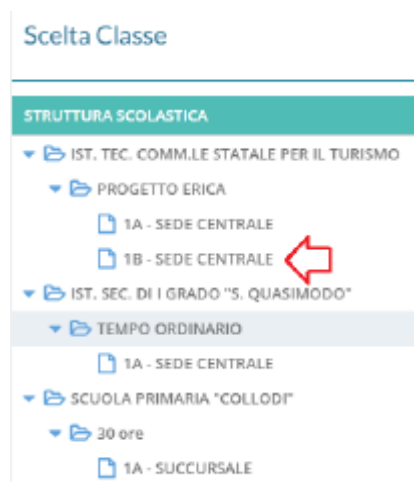 Scelta Classe
STRUTTURA SCOLASTICA
IST. TEC. COMM.LE STATALE PER IL TURISMO
PROGETTO ERICA
1A - SEDE CENTRALE
1B - SEDE CENTRALE
IST. SEC. DI I GRADO "S. QUASIMODO"
TEMPO ORDINARIO
1A - SEDE CENTRALE
SCUOLA PRIMARIA "COLLODI"
30 ore
1A - SUCCURSALE